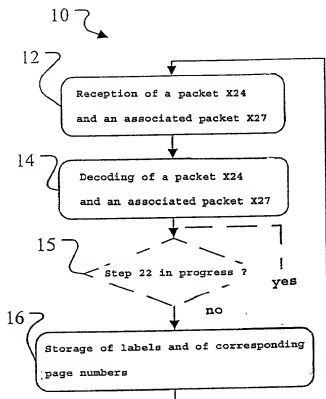 10
12
Reception of a packet X24
and an associated packet X27
14
Decoding of a packet X24
and an associated packet X27
15
Step 22 in progress ?
yes
no
16
Storage of labels and of corresponding
page numbers